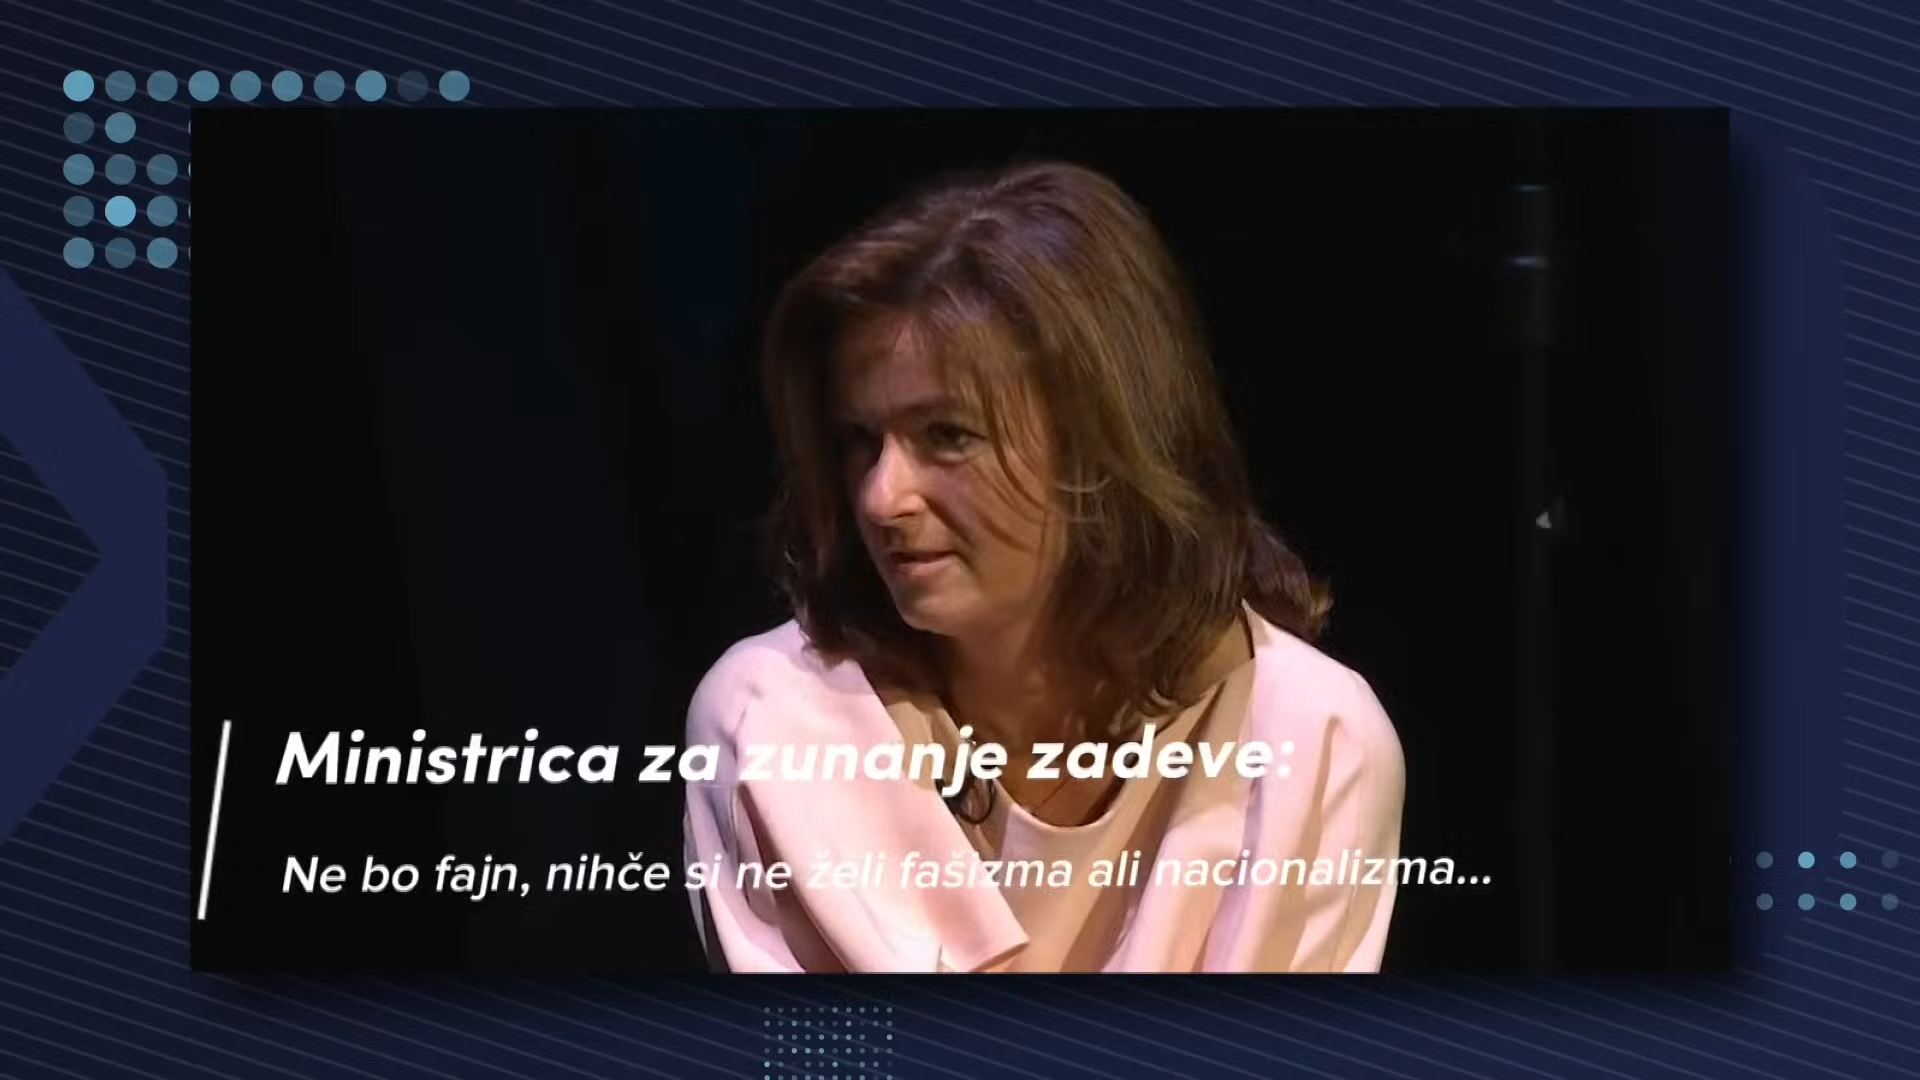 Ministrica za zunanje zadeve:
Ne bo fajn, nihče si ne želi fašizma ali nacionalizma...